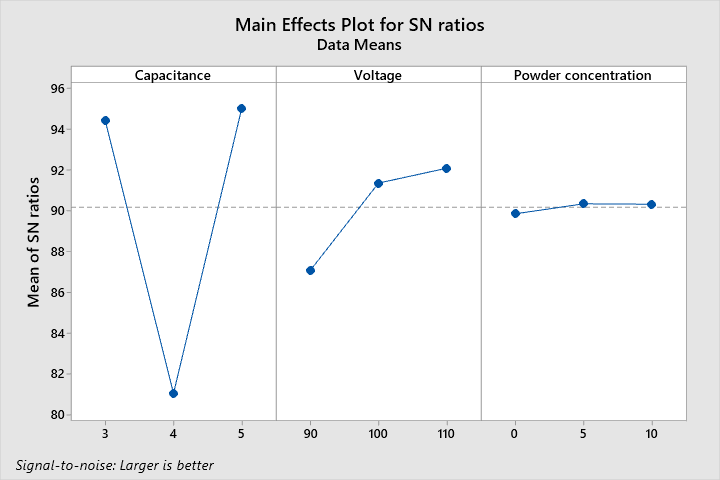 Main Effects Plot for SN ratios
Data Means
Capacitance Voltage Powder concentration
Mean of SN ratios
96
94
92
90
88
86
84
82
80
3 4 5 90 100 110 0 5 10
Signal-to-noise: Larger is better